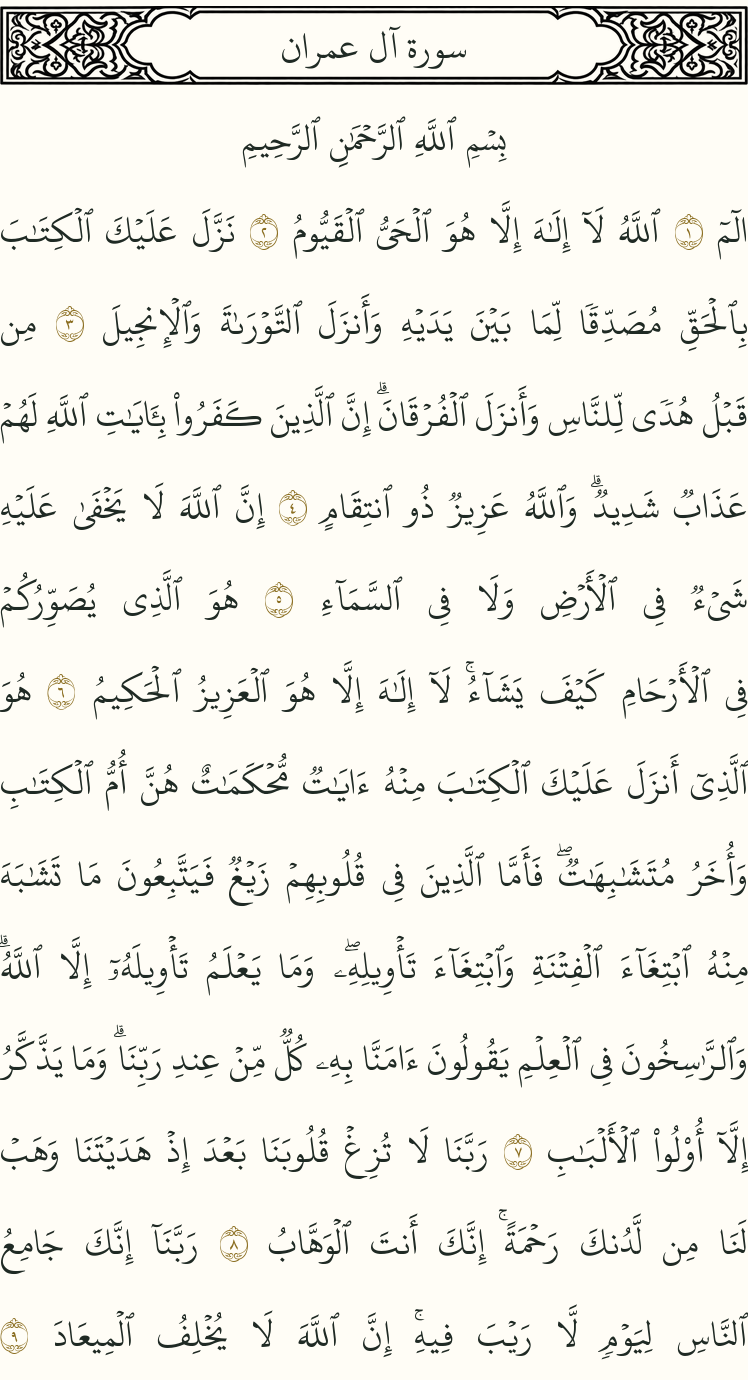 سورة آل عمران
بِسۡمِ ٱللَّهِ ٱلرَّحۡمَٰنِ ٱلرَّحِيمِ
الٓمٓ ١ ٱللَّهُ لَآ إِلَٰهَ إِلَّا هُوَ ٱلۡحَيُّ ٱلۡقَيُّومُ ٢ نَزَّلَ عَلَيۡكَ ٱلۡكِتَٰبَ
بِٱلۡحَقِّ مُصَدِّقٗا لِّمَا بَيۡنَ يَدَيۡهِ وَأَنزَلَ ٱلتَّوۡرَىٰةَ وَٱلۡإِنجِيلَ ٣ مِن
قَبۡلُ هُدٗى لِّلنَّاسِ وَأَنزَلَ ٱلۡفُرۡقَانَۗ إِنَّ ٱلَّذِينَ كَفَرُواْ بِـَٔايَٰتِ ٱللَّهِ لَهُمۡ
عَذَابٞ شَدِيدٞۗ وَٱللَّهُ عَزِيزٞ ذُو ٱنتِقَامٍ ٤ إِنَّ ٱللَّهَ لَا يَخۡفَىٰ عَلَيۡهِ
شَيۡءٞ فِي ٱلۡأَرۡضِ وَلَا فِي ٱلسَّمَآءِ ٥ هُوَ ٱلَّذِي يُصَوِّرُكُمۡ
فِي ٱلۡأَرۡحَامِ كَيۡفَ يَشَآءُۚ لَآ إِلَٰهَ إِلَّا هُوَ ٱلۡعَزِيزُ ٱلۡحَكِيمُ ٦ هُوَ
ٱلَّذِيٓ أَنزَلَ عَلَيۡكَ ٱلۡكِتَٰبَ مِنۡهُ ءَايَٰتٞ مُّحۡكَمَٰتٌ هُنَّ أُمُّ ٱلۡكِتَٰبِ
وَأُخَرُ مُتَشَٰبِهَٰتٞۖ فَأَمَّا ٱلَّذِينَ فِي قُلُوبِهِمۡ زَيۡغٞ فَيَتَّبِعُونَ مَا تَشَٰبَهَ
مِنۡهُ ٱبۡتِغَآءَ ٱلۡفِتۡنَةِ وَٱبۡتِغَآءَ تَأۡوِيلِهِۦۖ وَمَا يَعۡلَمُ تَأۡوِيلَهُۥٓ إِلَّا ٱللَّهُۗ
وَٱلرَّٰسِخُونَ فِي ٱلۡعِلۡمِ يَقُولُونَ ءَامَنَّا بِهِۦ كُلّٞ مِّنۡ عِندِ رَبِّنَاۗ وَمَا يَذَّكَّرُ
إِلَّآ أُوْلُواْ ٱلۡأَلۡبَٰبِ ٧ رَبَّنَا لَا تُزِغۡ قُلُوبَنَا بَعۡدَ إِذۡ هَدَيۡتَنَا وَهَبۡ
لَنَا مِن لَّدُنكَ رَحۡمَةًۚ إِنَّكَ أَنتَ ٱلۡوَهَّابُ ٨ رَبَّنَآ إِنَّكَ جَامِعُ
ٱلنَّاسِ لِيَوۡمٖ لَّا رَيۡبَ فِيهِۚ إِنَّ ٱللَّهَ لَا يُخۡلِفُ ٱلۡمِيعَادَ ٩